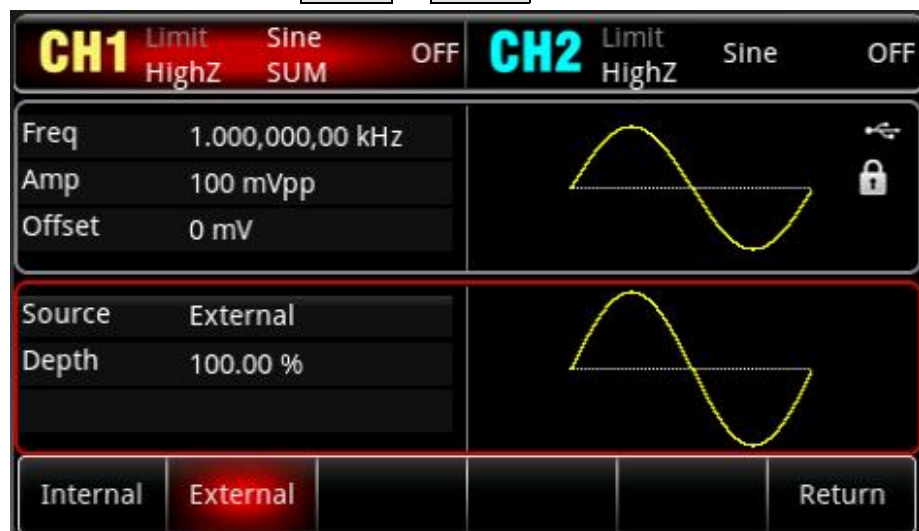 CH1 Limit Sine OFF CH2 Limit Sine OFF
HighZ SUM HighZ
Freq 1.000,000,00 kHz
Amp 100 mVpp
Offset 0 mV
Source External
Depth 100.00 %
Internal External Return